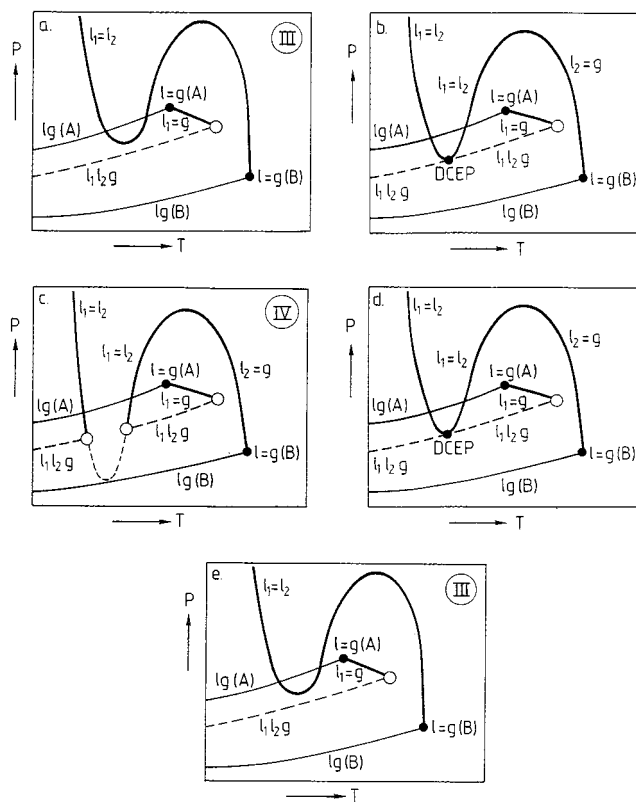 a.
III
P
l₁=l₂
l=g(A)
l₁=g
lg(A)
l₁l₂g
l=g(B)
lg(B)
T
b.
P
l₁=l₂
l₁=l₂
l₂=g
l=g(A)
l₁=g
lg(A)
l₁l₂g
l₁l₂g
DCEP
l=g(B)
lg(B)
T
c.
IV
P
l₁=l₂
l₁=l₂
l₂=g
l=g(A)
l₁=g
lg(A)
l₁l₂g
l₁l₂g
l=g(B)
lg(B)
T
d.
P
l₁=l₂
l₁=l₂
l₂=g
l=g(A)
l₁=g
lg(A)
l₁l₂g
l₁l₂g
DCEP
l=g(B)
lg(B)
T
e.
III
P
l₁=l₂
l=g(A)
l₁=g
lg(A)
l₁l₂g
l=g(B)
lg(B)
T